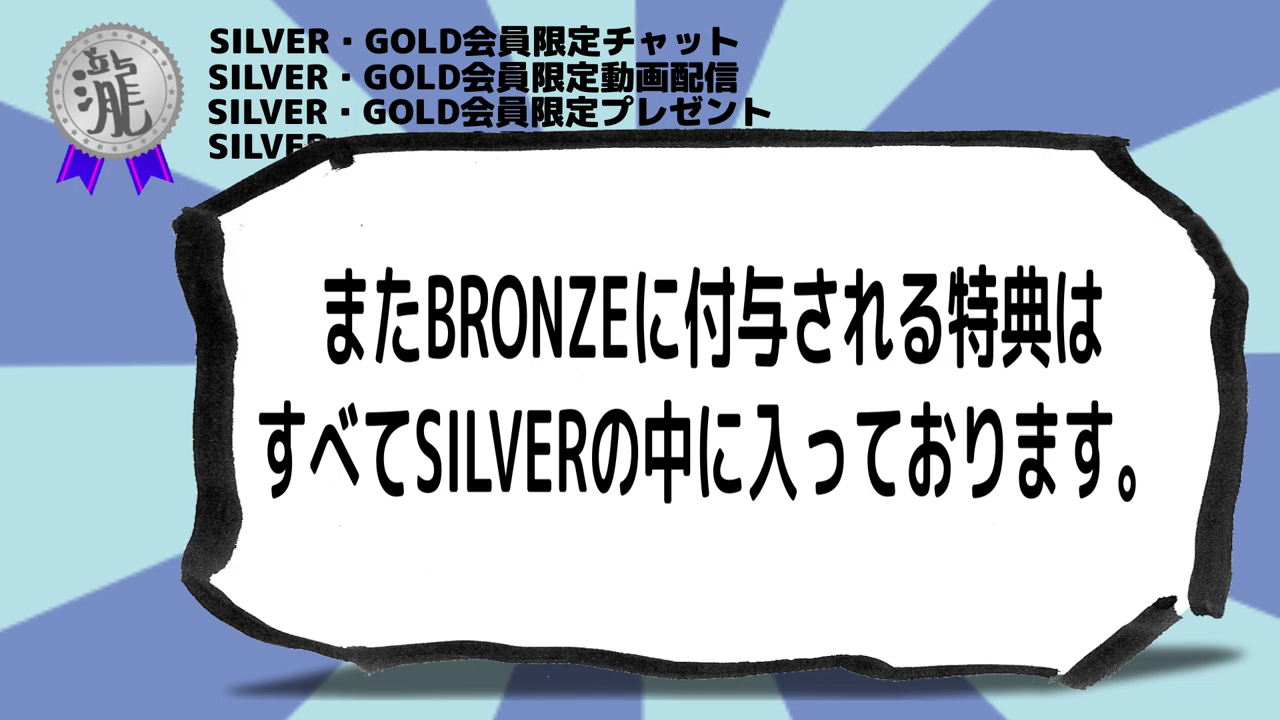 瀧
SILVER・GOLD会員限定チャット
SILVER・GOLD会員限定動画配信
SILVER・GOLD会員限定プレゼント
SILVER
またBRONZEに付与される特典は
すべてSILVERの中に入っております。